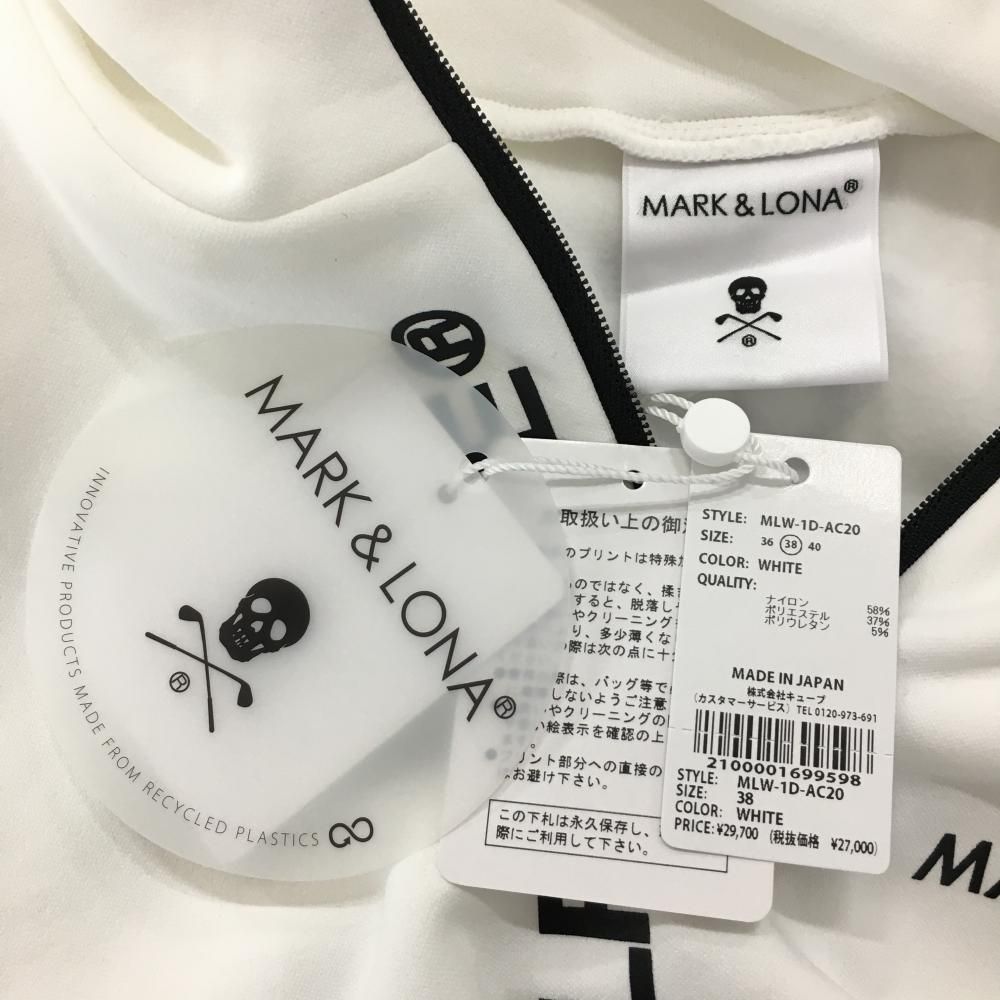 MARK & LONA®
®
MARK & LONA®
®
INNOVATIVE PRODUCTS MADE FROM RECYCLED PLASTICS
®
取扱い上の御
のプリントは特殊
のではなく、揉
すると、脱落し
やクリーニング
り、多少薄くな
際は次の点に十
際は、バッグ等で
しないようご注意
やクリーニングの
い絵表示を確認の上
。
リント部分への直接の
お避け下さい。
この下札は永久保存し、
際にご利用して下さい。
STYLE: MLW-1D-AC20
SIZE: 36 38 40
COLOR: WHITE
QUALITY:
ナイロン 58%
ポリエステル 37%
ポリウレタン 5%
MADE IN JAPAN
株式会社キューブ
(カスタマーサービス) TEL 0120-973-691
2100001699598
STYLE: MLW-1D-AC20
SIZE: 38
COLOR: WHITE
PRICE: ¥29,700 (税抜価格 ¥27,000)
MA